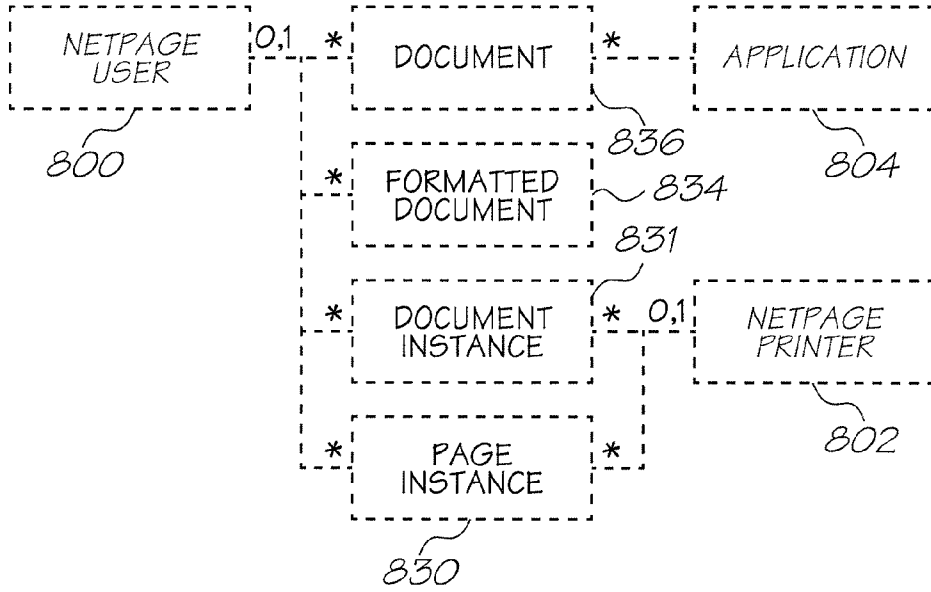 NETPAGE
USER
0,1
*
DOCUMENT
*
APPLICATION
800
836
804
*
FORMATTED
DOCUMENT
834
831
*
DOCUMENT
INSTANCE
*
0,1
NETPAGE
PRINTER
802
*
PAGE
INSTANCE
*
830